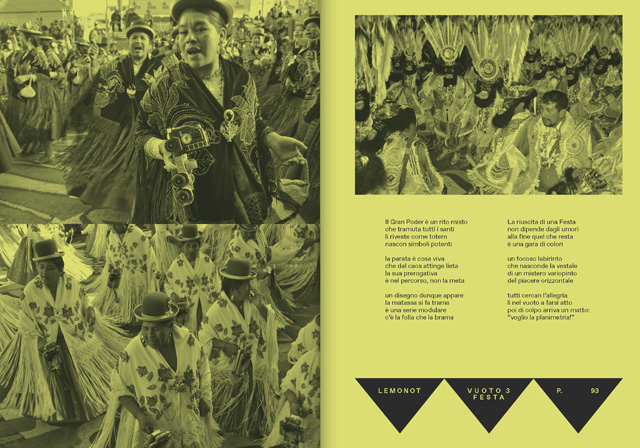 Il Gran Poder è un rito misto
che tramuta tutti i santi
li riveste come totem
nascon simboli potenti
la parata è cosa viva
che dal caos attinge lieta
la sua prerogativa
è nel percorso, non la meta
un disegno dunque appare
la matassa si fa trama
è una serie modulare
c'è la folla che la brama
La riuscita di una Festa
non dipende dagli umori
alla fine quel che resta
è una gara di colori
un focoso labirinto
che nasconde la vestale
di un mistero variopinto
del piacere orizzontale
tutti cercan l'allegria
lì nel vuoto a farsi atto
poi di colpo arriva un matto:
"voglio la planimetria!"
LEMONOT
VUOTO 3
FESTA
P. 93